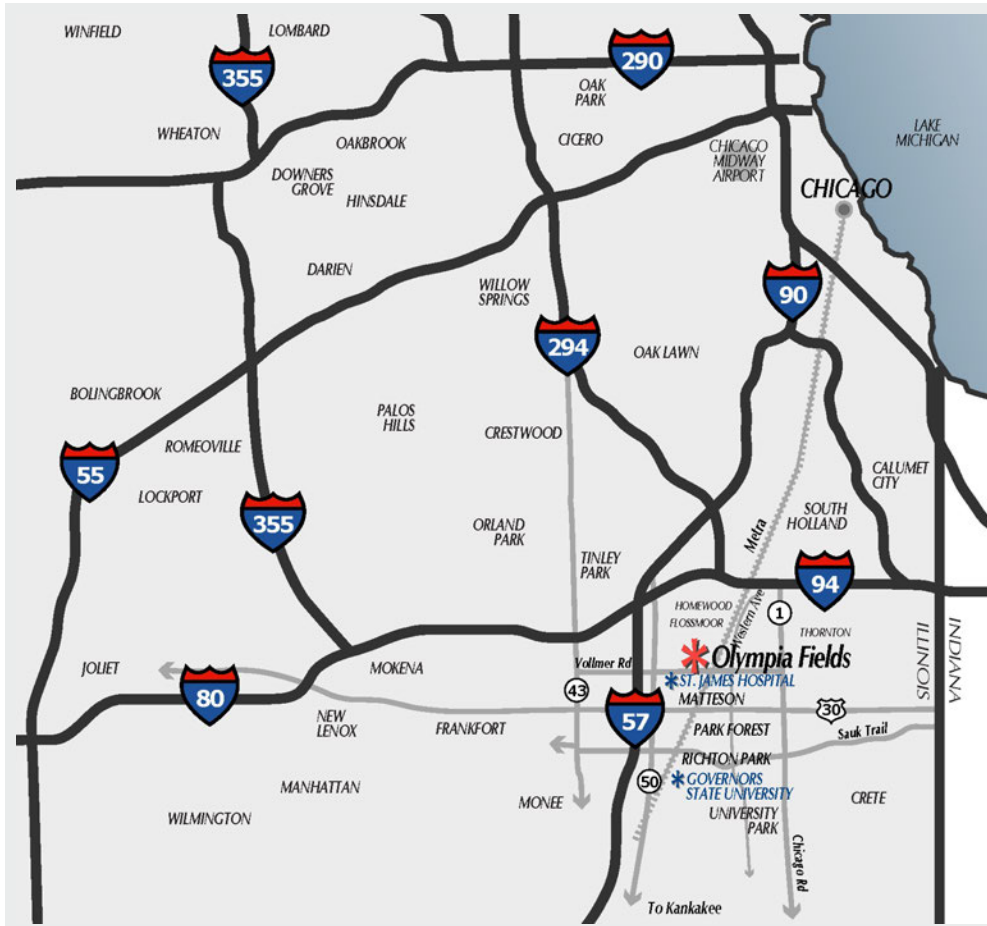 WINFIELD
LOMBARD
355
290
OAK
PARK
WHEATON
OAKBROOK
CICERO
LAKE
MICHIGAN
CHICAGO
MIDWAY
AIRPORT
DOWNERS
GROVE
HINSDALE
CHICAGO
DARIEN
WILLOW
SPRINGS
90
294
OAK LAWN
BOLINGBROOK
PALOS
HILLS
CRESTWOOD
ROMEOVILLE
55
CALUMET
CITY
LOCKPORT
355
ORLAND
PARK
SOUTH
HOLLAND
Metra
TINLEY
PARK
94
HOMEWOOD
FLOSSMOOR
Western Ave
1
THORNTON
ILLINOIS
INDIANA
JOLIET
MOKENA
Vollmer Rd
Olympia Fields
ST. JAMES HOSPITAL
80
43
MATTESON
57
30
NEW
LENOX
FRANKFORT
PARK FOREST
Sauk Trail
RICHTON PARK
MANHATTAN
50
GOVERNORS
STATE UNIVERSITY
MONEE
CRETE
WILMINGTON
UNIVERSITY
PARK
Chicago Rd
To Kankakee